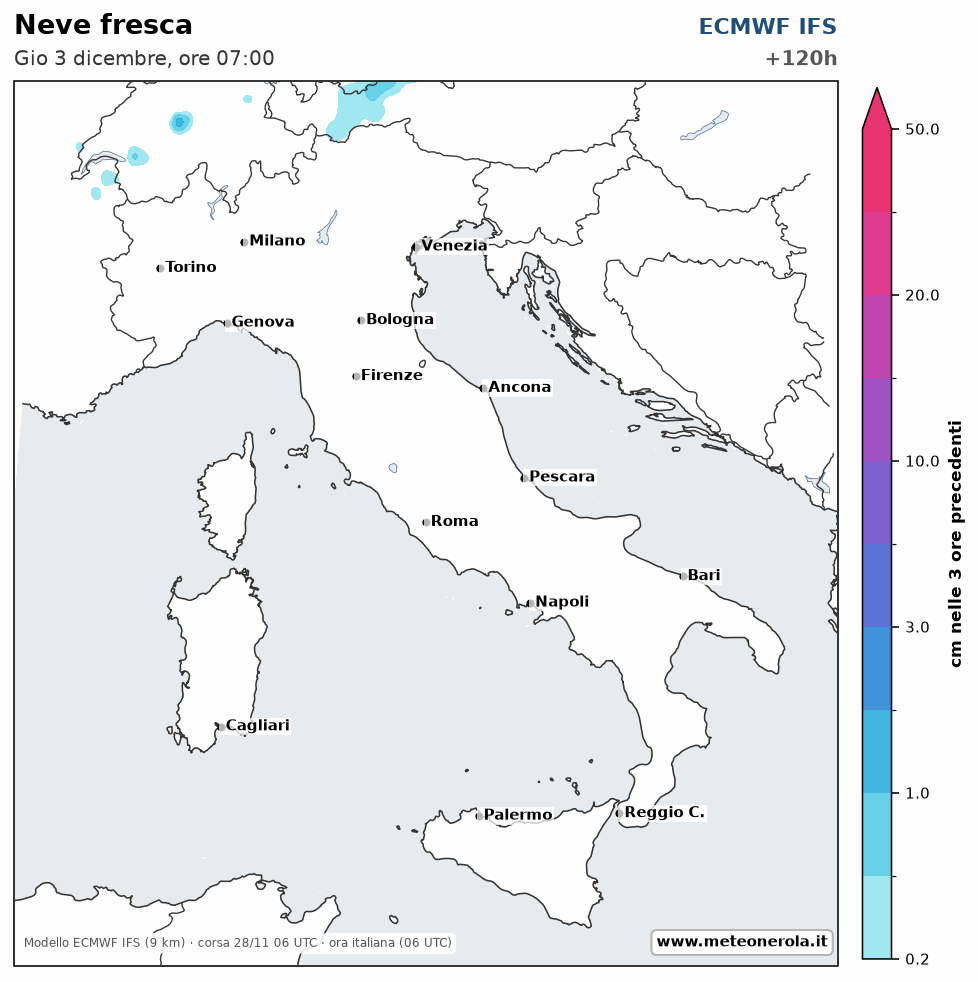 Neve fresca
ECMWF IFS
Gio 3 dicembre, ore 07:00
+120h
Milano
Venezia
Torino
Genova
Bologna
Firenze
Ancona
Pescara
Roma
Bari
Napoli
Cagliari
Palermo
Reggio C.
50.0
20.0
10.0
3.0
1.0
0.2
cm nelle 3 ore precedenti
Modello ECMWF IFS (9 km) · corsa 28/11 06 UTC · ora italiana (06 UTC)
www.meteonerola.it